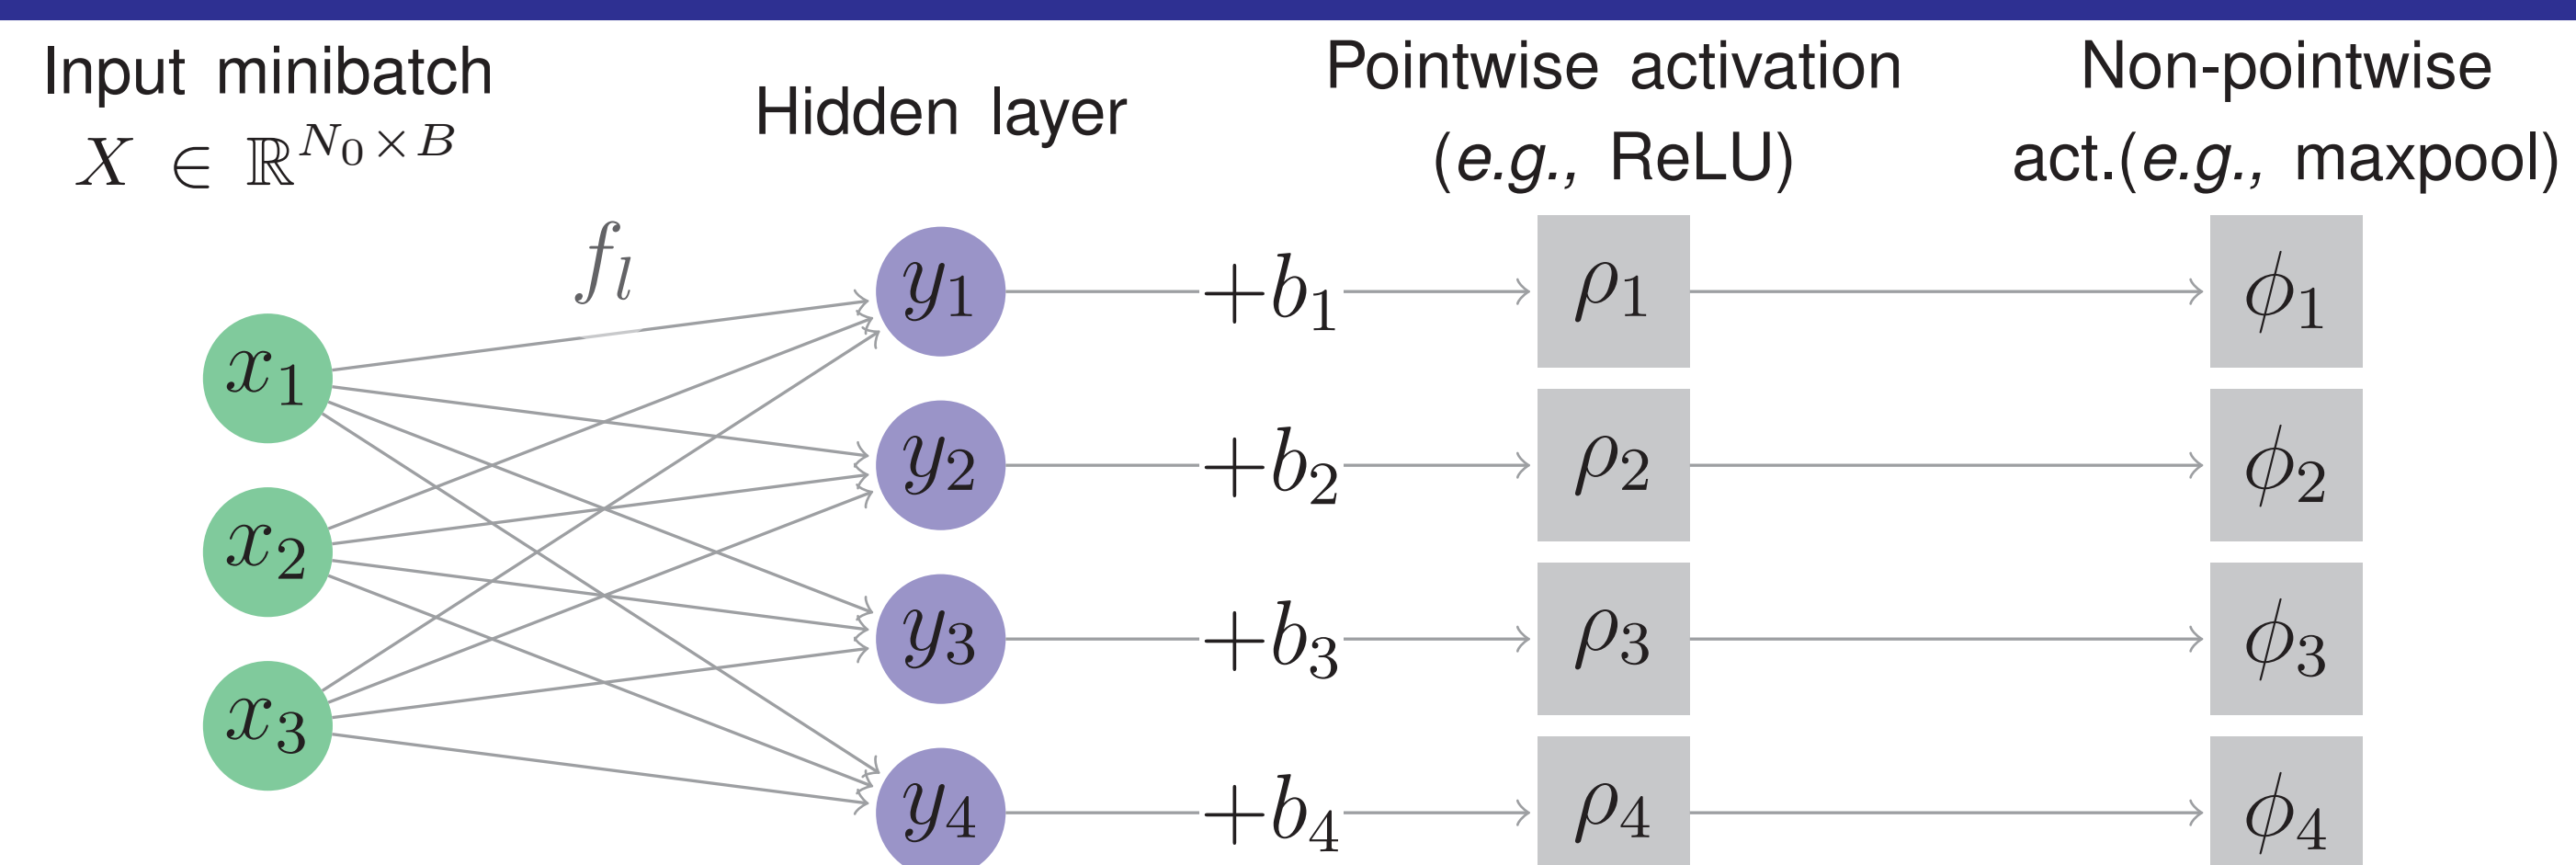 Input minibatch
X ∈ ℝ^{N_0×B}
Hidden layer
Pointwise activation
(e.g., ReLU)
Non-pointwise
act.(e.g., maxpool)
f_l
x_1
x_2
x_3
y_1 +b_1 ρ_1 ϕ_1
y_2 +b_2 ρ_2 ϕ_2
y_3 +b_3 ρ_3 ϕ_3
y_4 +b_4 ρ_4 ϕ_4